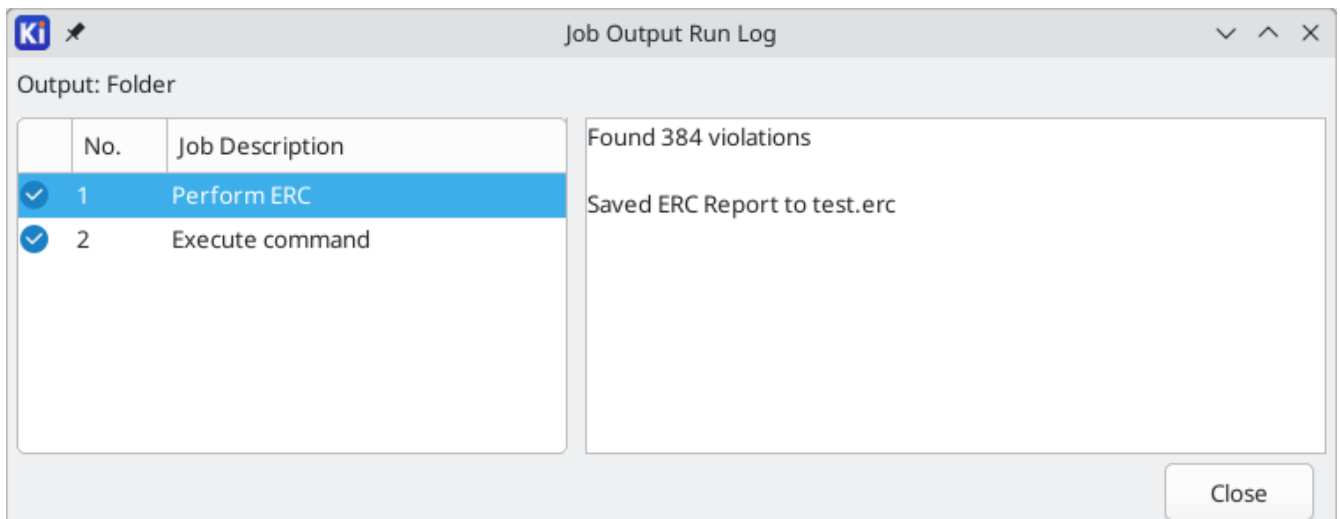 Ki
Job Output Run Log
Output: Folder
No. Job Description
1 Perform ERC
2 Execute command
Found 384 violations
Saved ERC Report to test.erc
Close